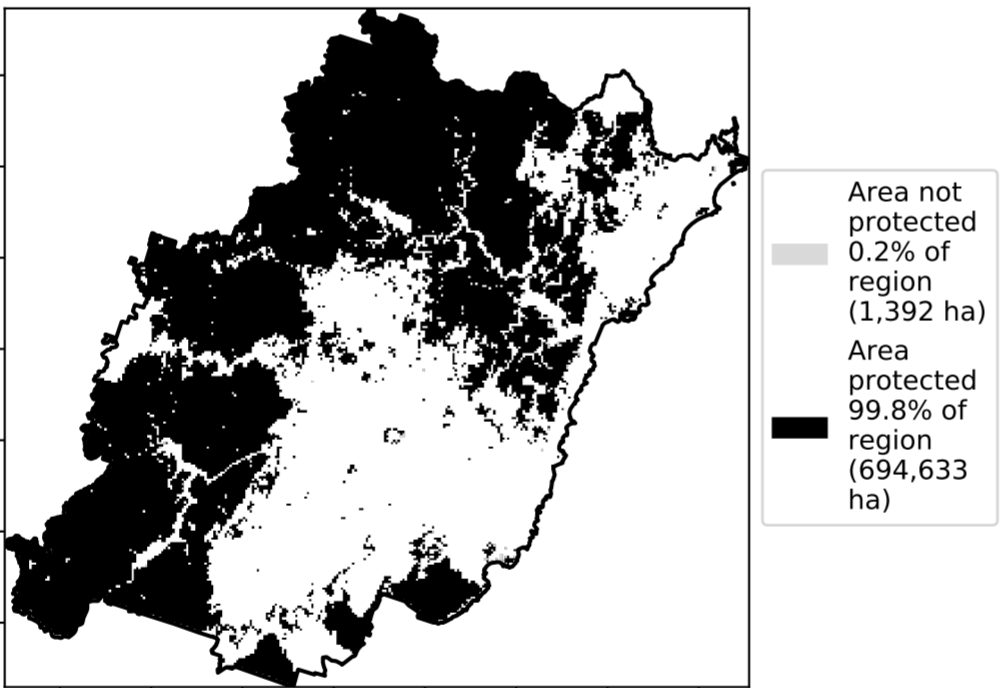 Area not
protected
0.2% of
region
(1,392 ha)
Area
protected
99.8% of
region
(694,633
ha)